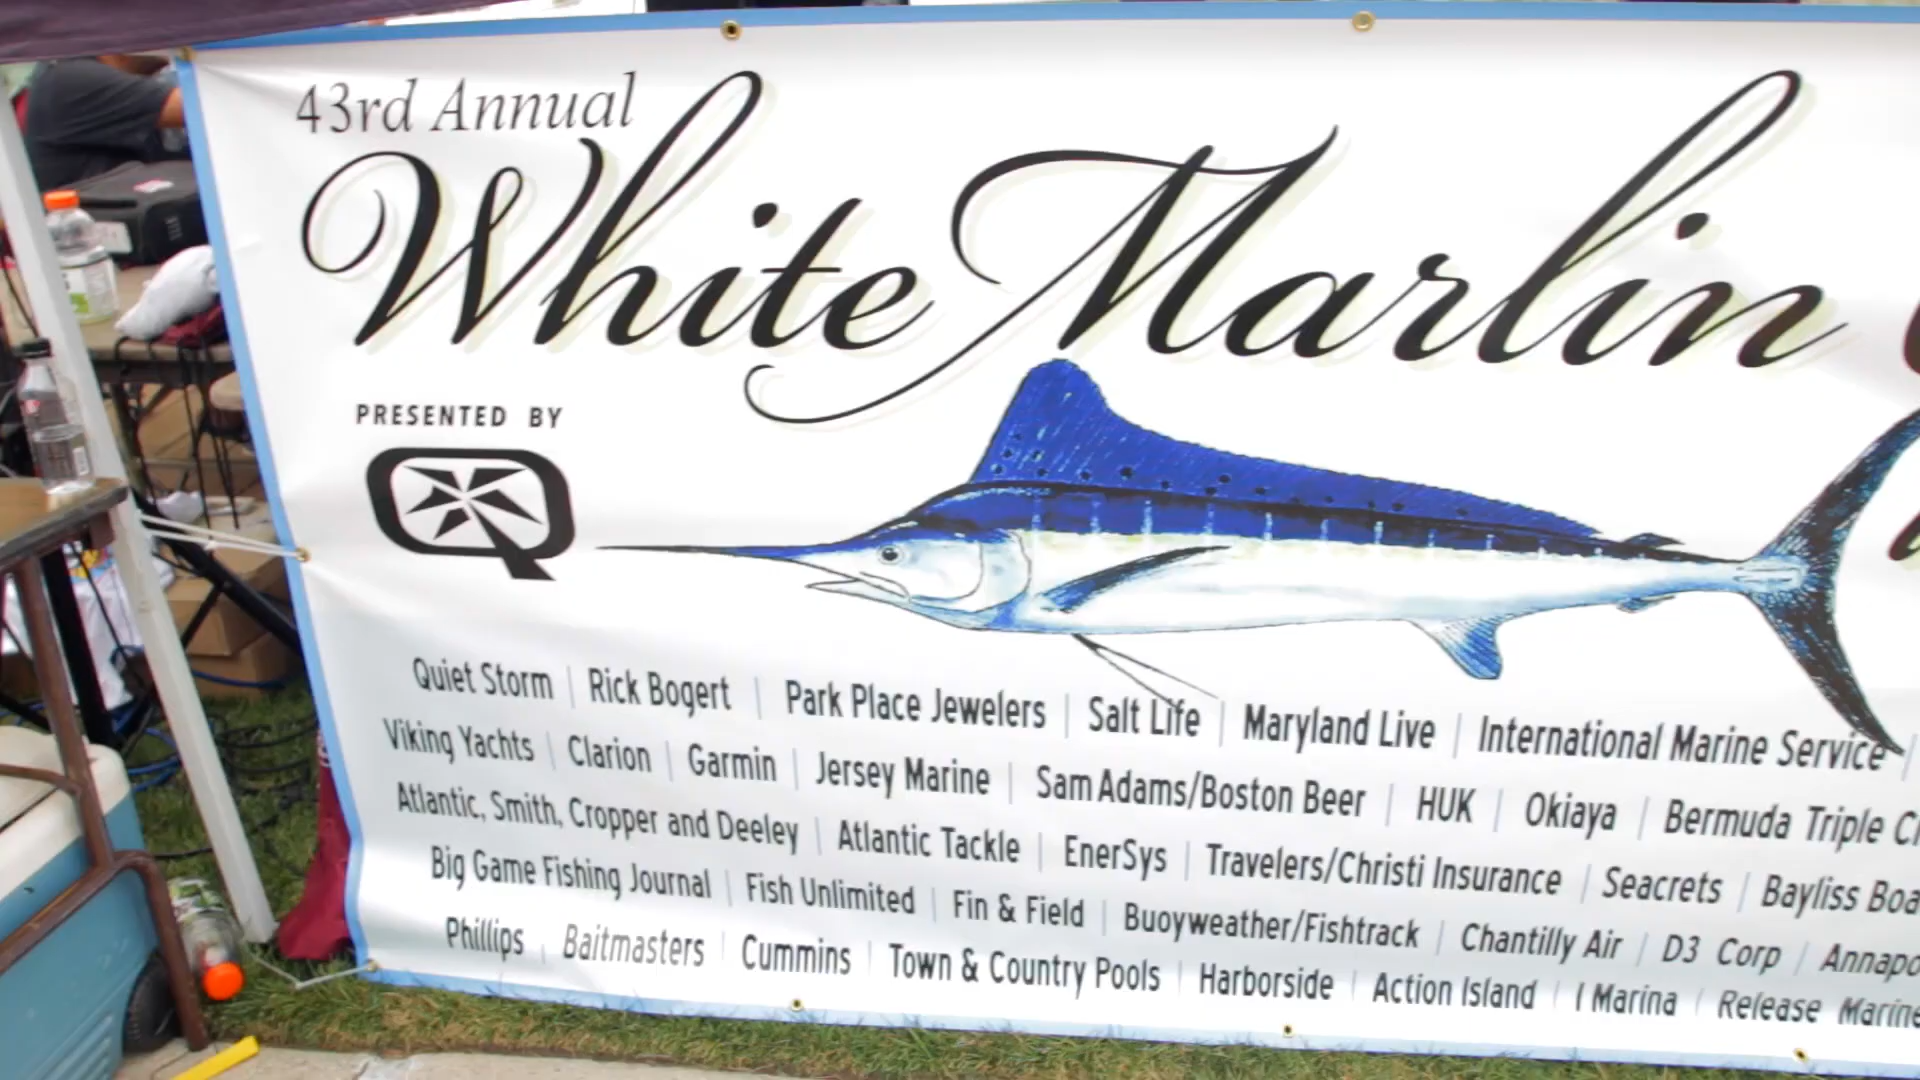 43rd Annual
White Marlin
PRESENTED BY
Quiet Storm | Rick Bogert | Park Place Jewelers | Salt Life | Maryland Live | International Marine Service |
Viking Yachts | Clarion | Garmin | Jersey Marine | Sam Adams/Boston Beer | HUK | Okiaya | Bermuda Triple
Atlantic, Smith, Cropper and Deeley | Atlantic Tackle | EnerSys | Travelers/Christi Insurance | Seacrets | Bayliss
Big Game Fishing Journal | Fish Unlimited | Fin & Field | Buoyweather/Fishtrack | Chantilly Air | D3 Corp |
Phillips | Baitmasters | Cummins | Town & Country Pools | Harborside | Action Island | I Marina | Release Marine